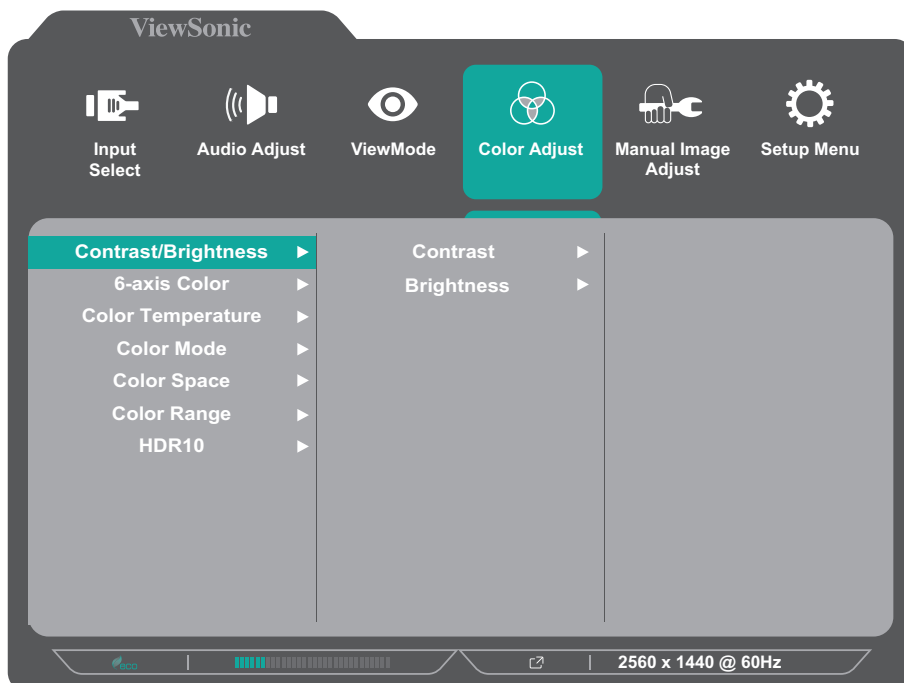 ViewSonic
Input
Select
Audio Adjust
ViewMode
Color Adjust
Manual Image
Adjust
Setup Menu
Contrast/Brightness
6-axis Color
Color Temperature
Color Mode
Color Space
Color Range
HDR10
Contrast
Brightness
eco
2560 x 1440 @ 60Hz